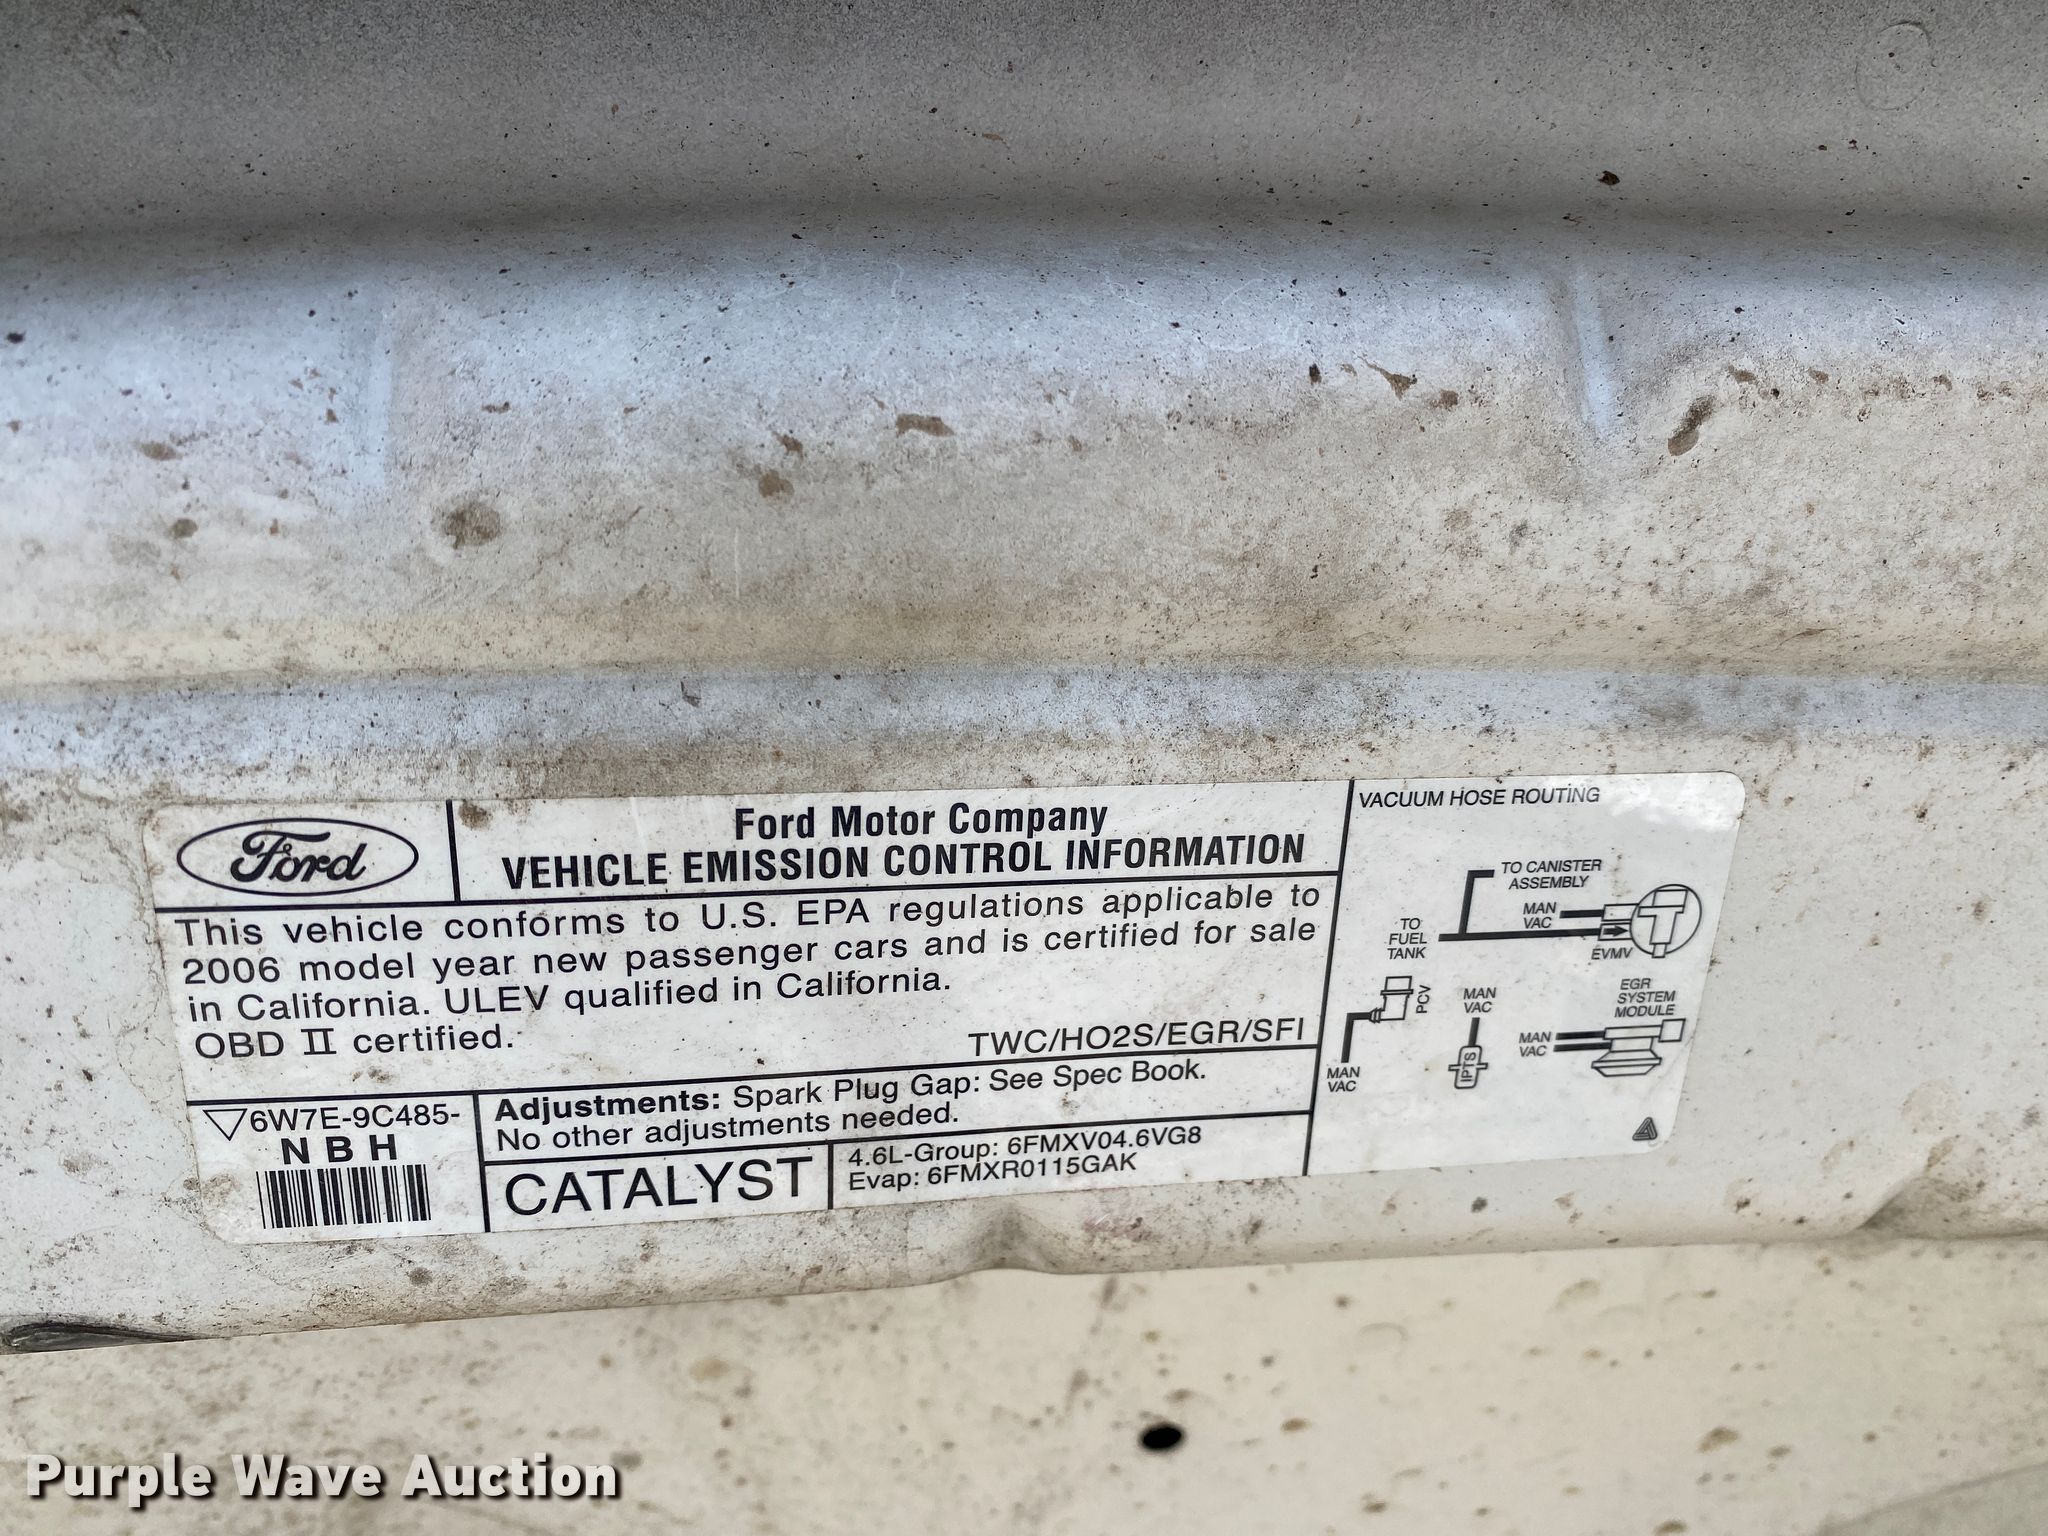 Ford
Ford Motor Company
VEHICLE EMISSION CONTROL INFORMATION
This vehicle conforms to U.S. EPA regulations applicable to
2006 model year new passenger cars and is certified for sale
in California. ULEV qualified in California.
OBD II certified.
TWC/HO2S/EGR/SFI
6W7E-9C485-
NBH
Adjustments: Spark Plug Gap: See Spec Book.
No other adjustments needed.
CATALYST
4.6L-Group: 6FMXV04.6VG8
Evap: 6FMXR0115GAK
VACUUM HOSE ROUTING
TO CANISTER
ASSEMBLY
MAN
VAC
TO
FUEL
TANK
EVMV
PCV
MAN
VAC
MAN
VAC
IPTS
EGR
SYSTEM
MODULE
MAN
VAC
Purple Wave Auction